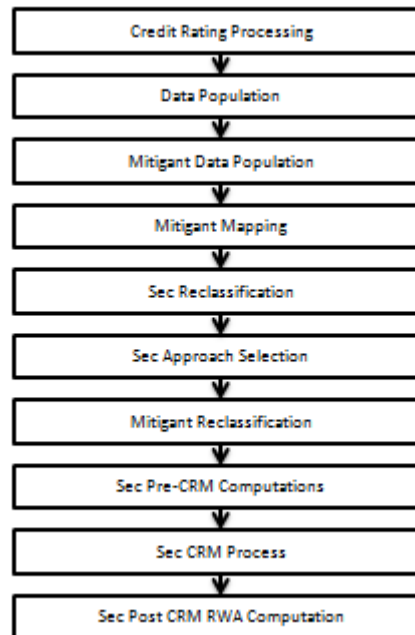 Credit Rating Processing
Data Population
Mitigant Data Population
Mitigant Mapping
Sec Reclassification
Sec Approach Selection
Mitigant Reclassification
Sec Pre-CRM Computations
Sec CRM Process
Sec Post CRM RWA Computation